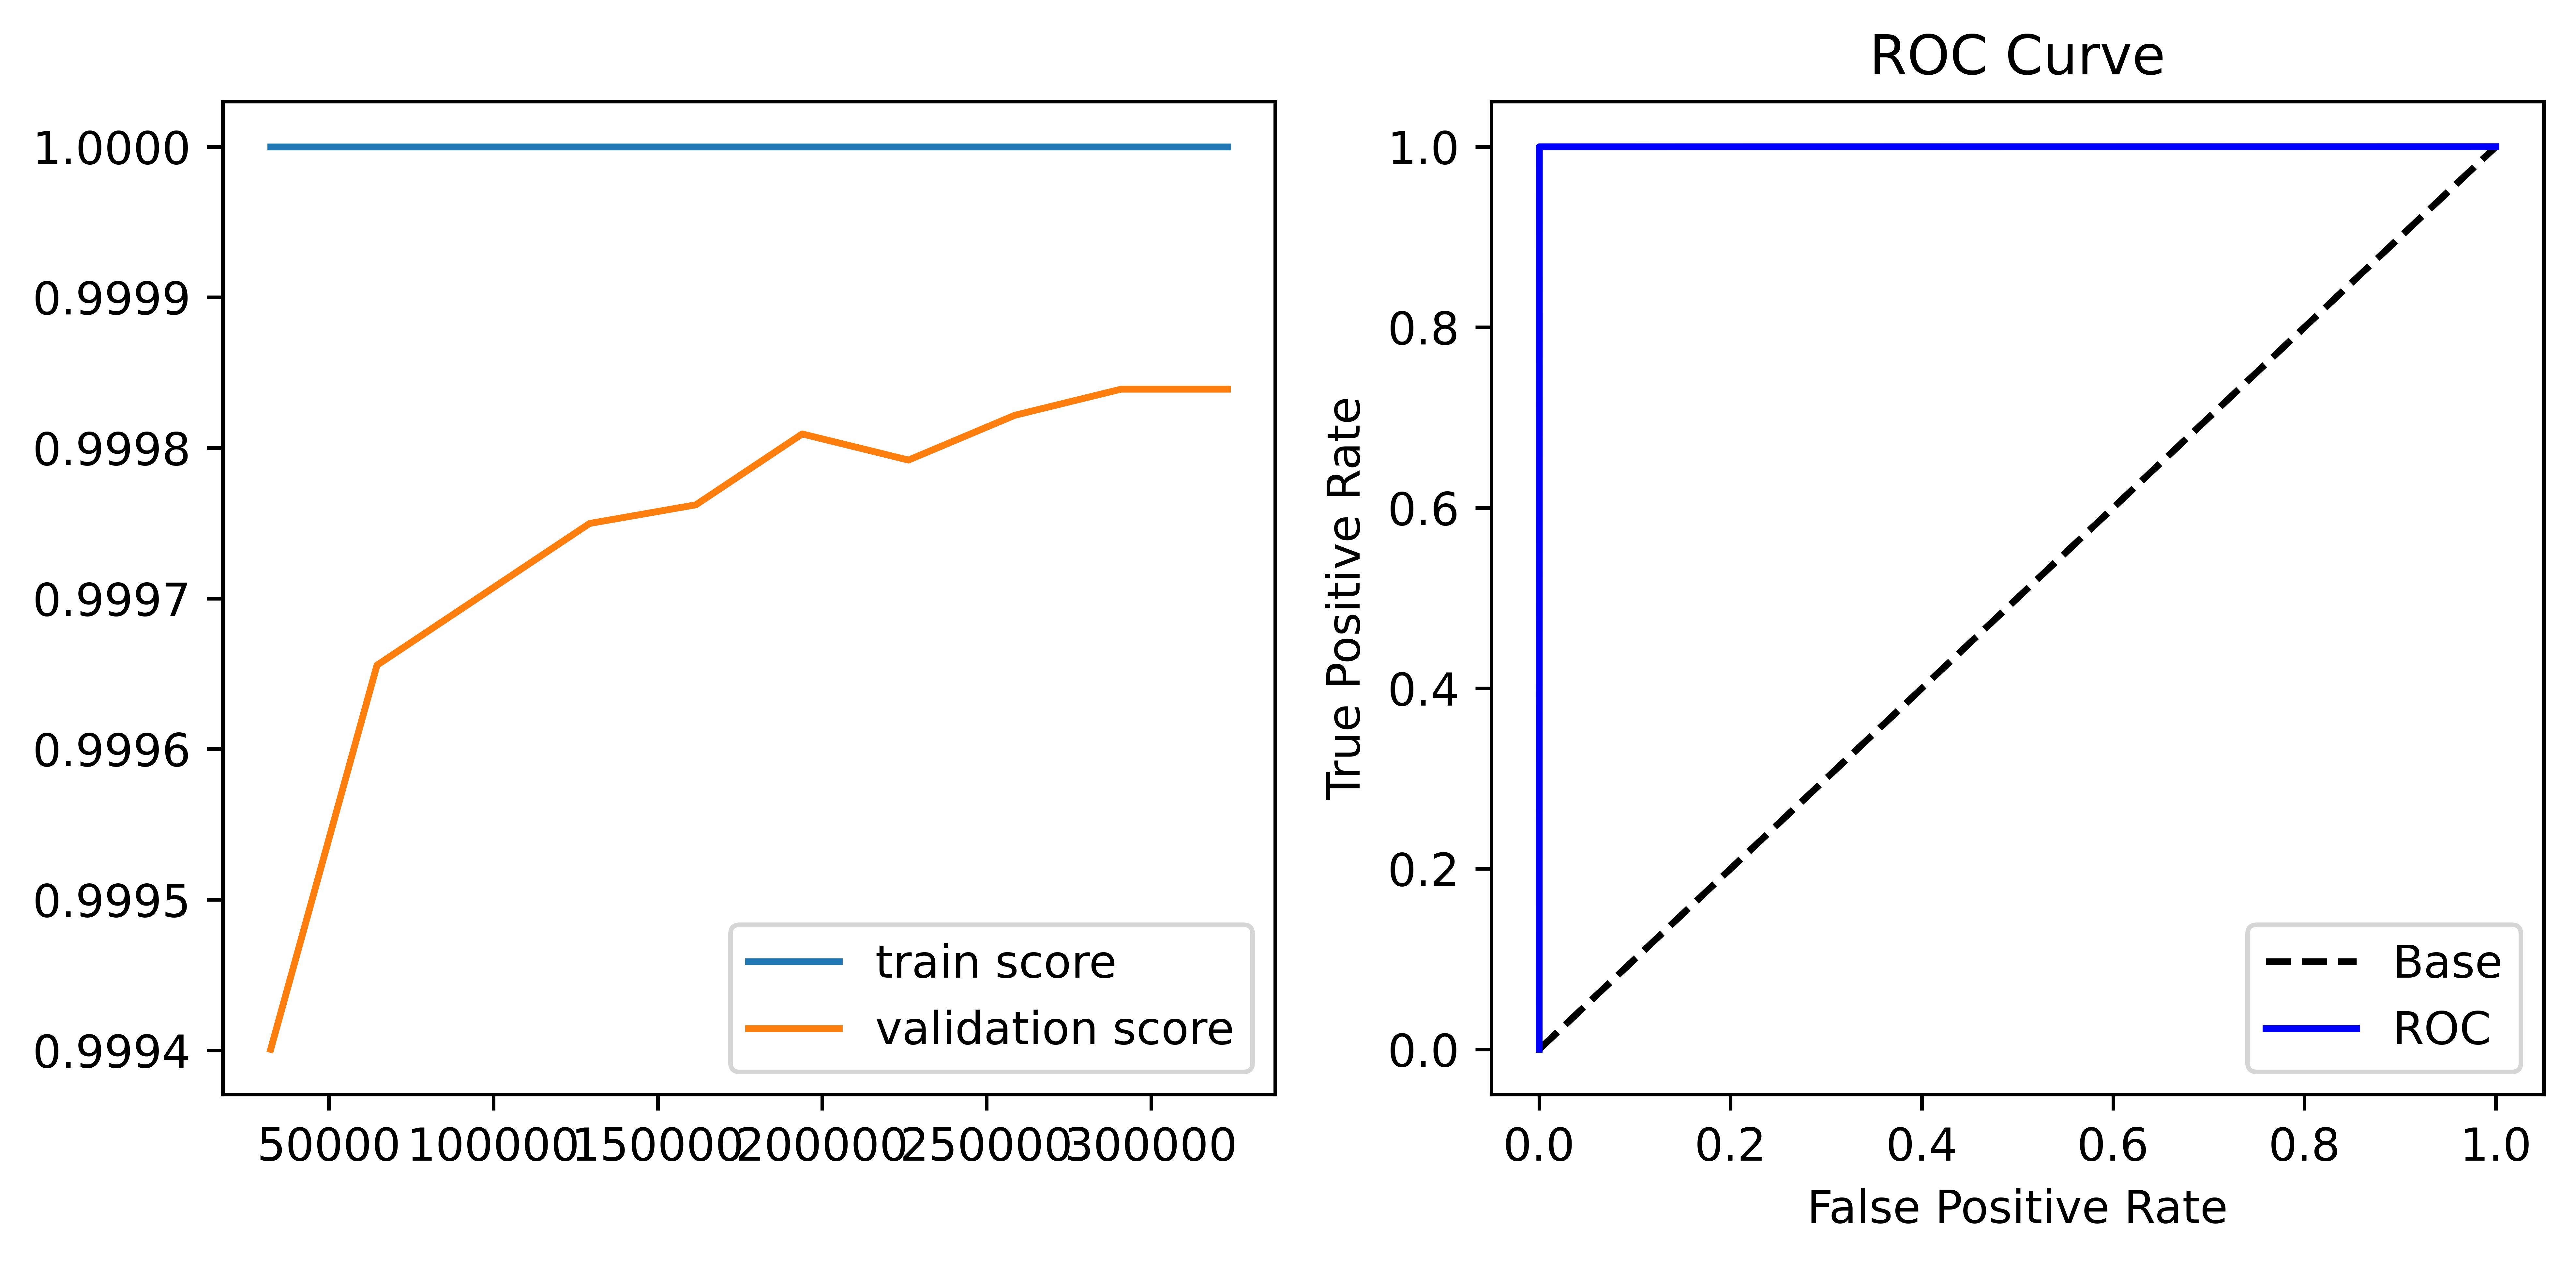 1.0000
0.9999
0.9998
0.9997
0.9996
0.9995
0.9994
50000 100000 150000 200000 250000 300000
train score
validation score
ROC Curve
True Positive Rate
1.0
0.8
0.6
0.4
0.2
0.0
0.0 0.2 0.4 0.6 0.8 1.0
False Positive Rate
Base
ROC